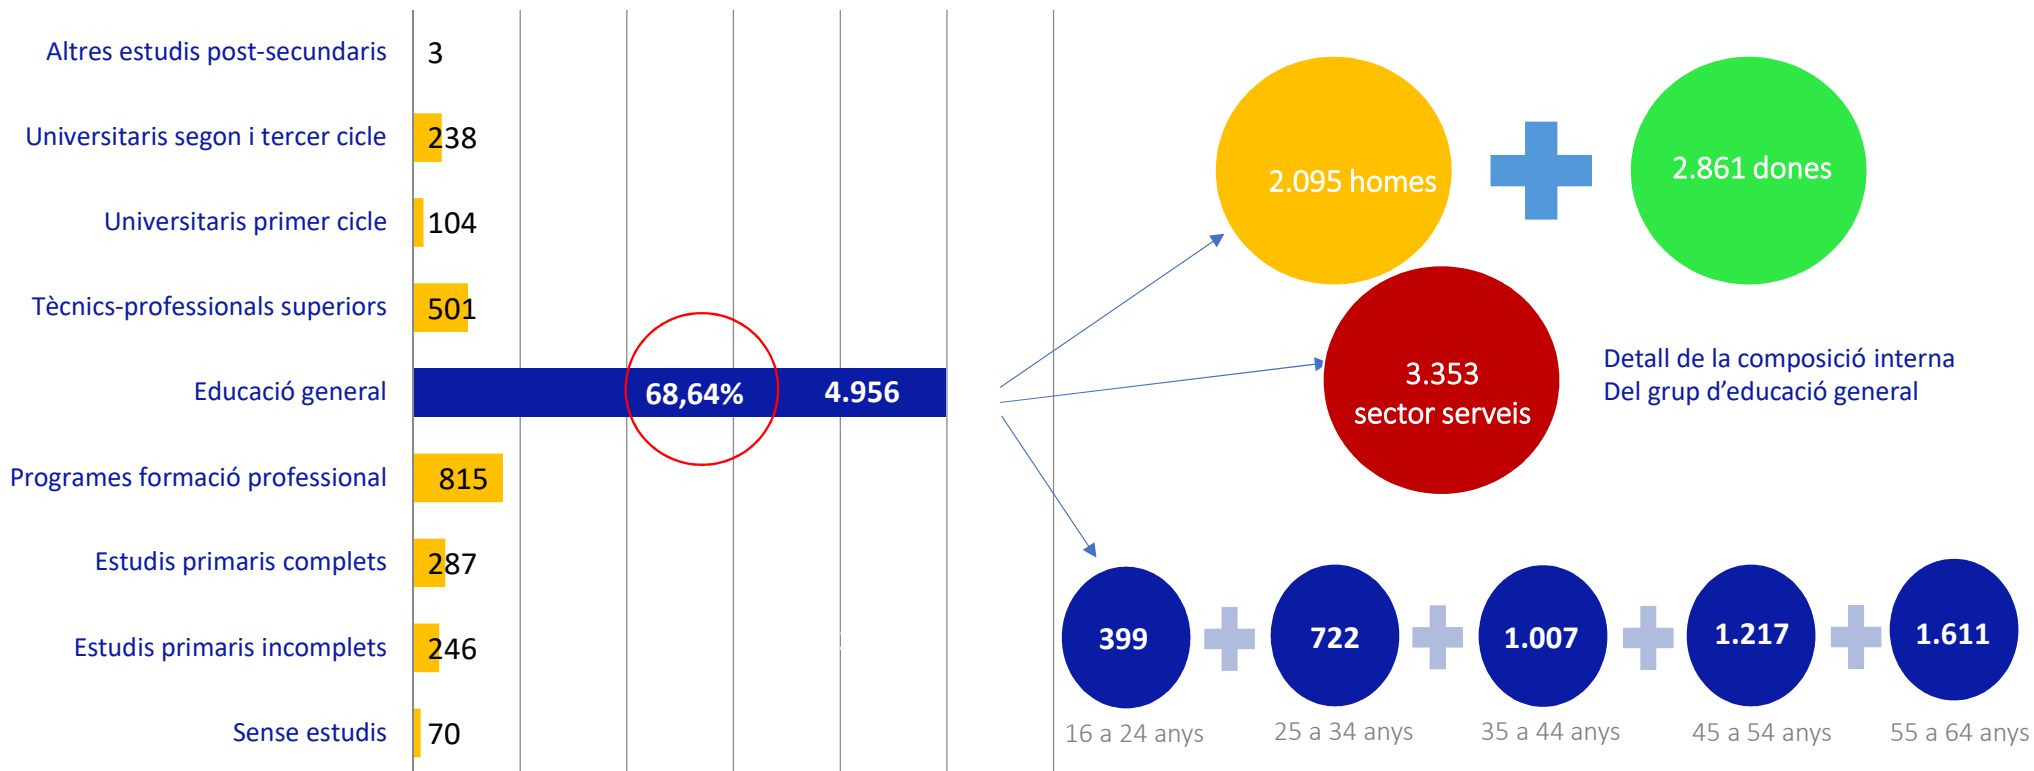 Altres estudis post-secundaris
3
Universitaris segon i tercer cicle
238
Universitaris primer cicle
104
Tècnics-professionals superiors
501
Educació general
68,64%
4.956
Programes formació professional
815
Estudis primaris complets
287
Estudis primaris incomplets
246
Sense estudis
70
2.095 homes
2.861 dones
3.353
sector serveis
Detall de la composició interna
Del grup d’educació general
399
722
1.007
1.217
1.611
16 a 24 anys
25 a 34 anys
35 a 44 anys
45 a 54 anys
55 a 64 anys